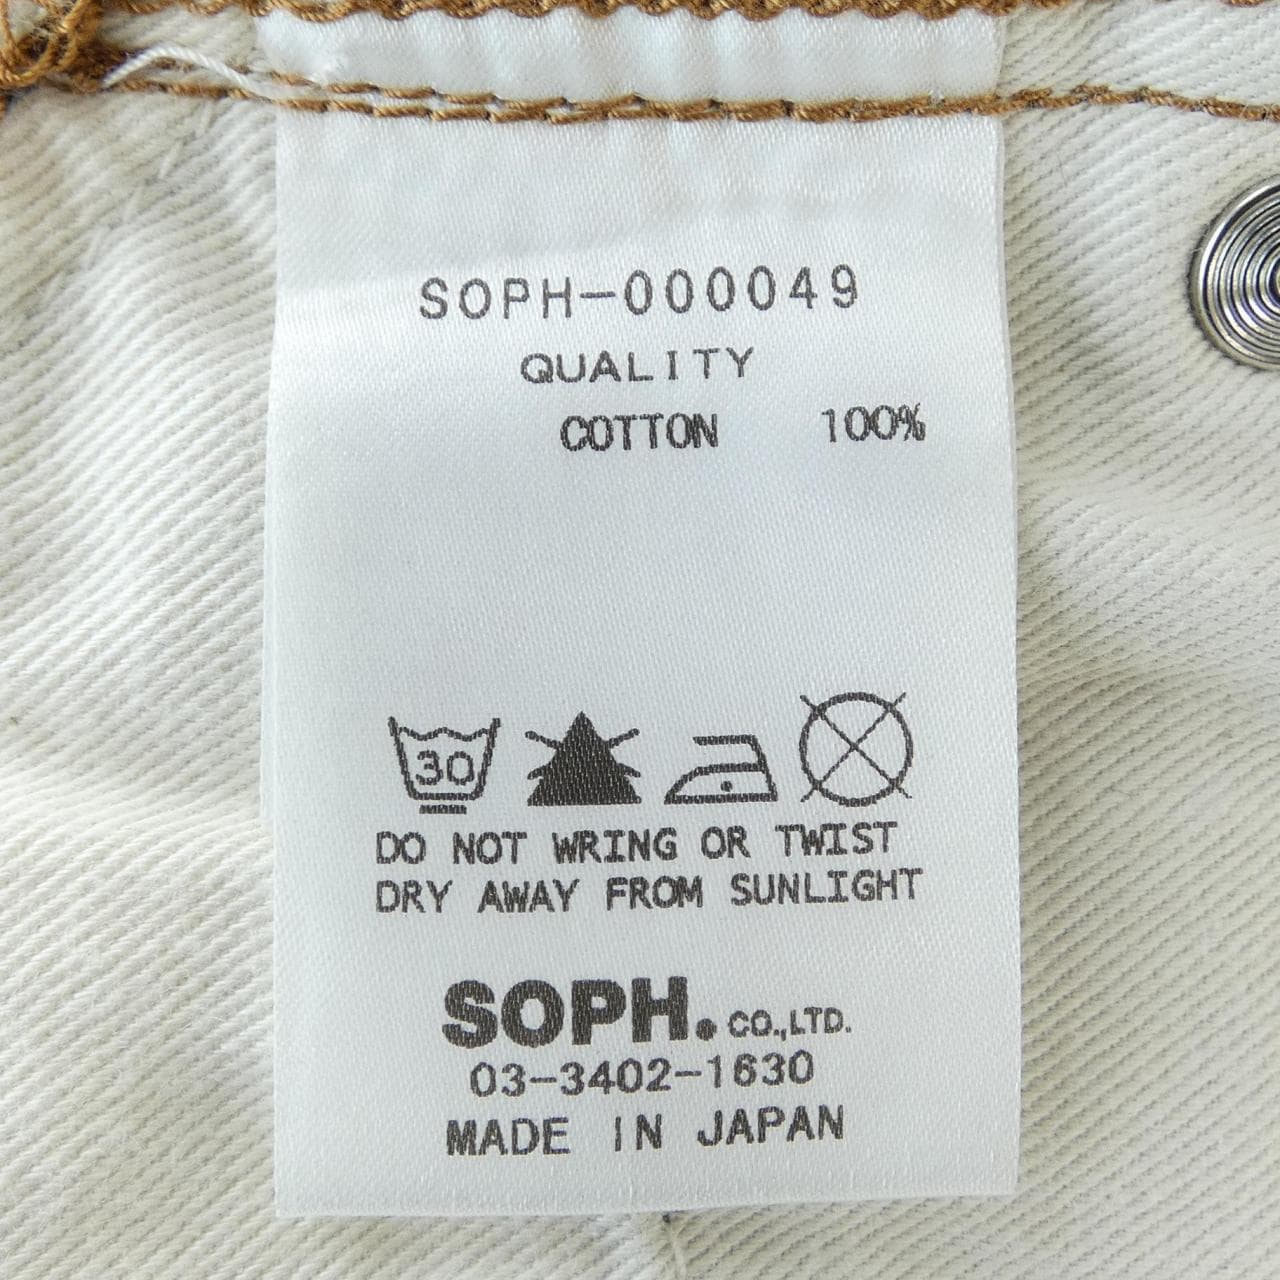 SOPH-000049
QUALITY
COTTON 100%
30
DO NOT WRING OR TWIST
DRY AWAY FROM SUNLIGHT
SOPH. CO.,LTD.
03-3402-1630
MADE IN JAPAN